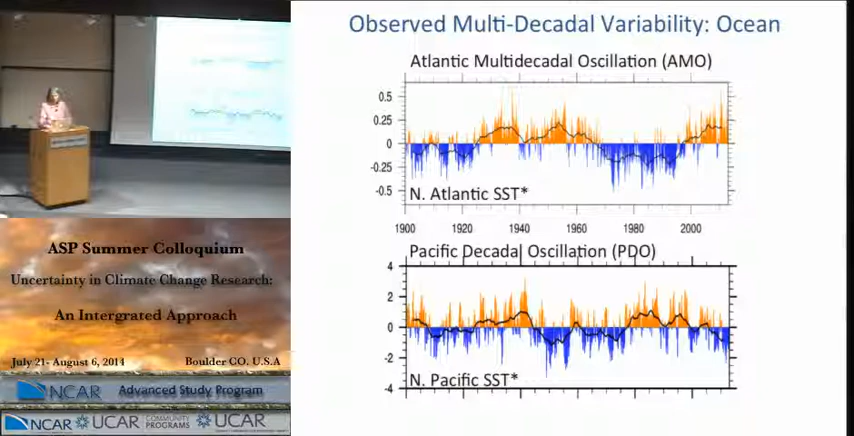 Observed Multi-Decadal Variability: Ocean
Atlantic Multidecadal Oscillation (AMO)
0.5
0.25
0
-0.25
-0.5
N. Atlantic SST*
1900 1920 1940 1960 1980 2000
Pacific Decadal Oscillation (PDO)
4
2
0
-2
-4
N. Pacific SST*
ASP Summer Colloquium
Uncertainty in Climate Change Research:
An Intergrated Approach
July 21- August 6, 2014 Boulder CO. U.S.A
NCAR Advanced Study Program
NCAR UCAR COMMUNITY PROGRAMS UCAR